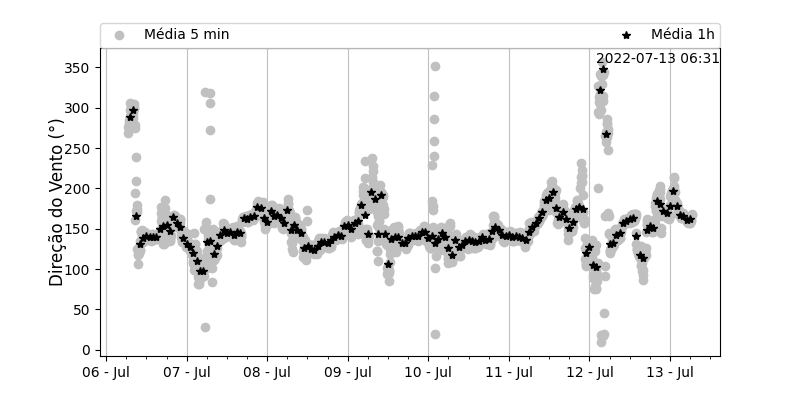 Média 5 min
Média 1h
2022-07-13 06:31
Direção do Vento (°)
350
300
250
200
150
100
50
0
06 - Jul
07 - Jul
08 - Jul
09 - Jul
10 - Jul
11 - Jul
12 - Jul
13 - Jul